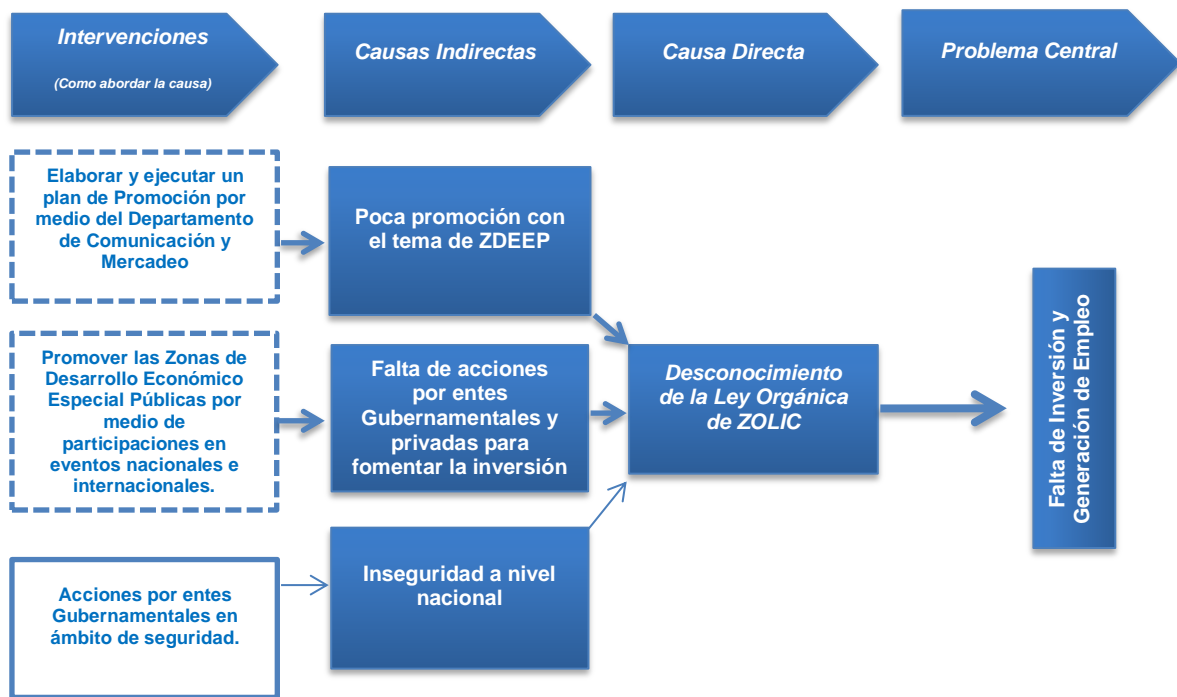 Intervenciones
(Como abordar la causa)
Causas Indirectas
Causa Directa
Problema Central
Elaborar y ejecutar un
plan de Promoción por
medio del Departamento
de Comunicación y
Mercadeo
Poca promoción con
el tema de ZDEEP
Promover las Zonas de
Desarrollo Económico
Especial Públicas por
medio de
participaciones en
eventos nacionales e
internacionales.
Falta de acciones
por entes
Gubernamentales y
privadas para
fomentar la inversión
Desconocimiento
de la Ley Orgánica
de ZOLIC
Falta de Inversión y
Generación de Empleo
Acciones por entes
Gubernamentales en
ámbito de seguridad.
Inseguridad a nivel
nacional